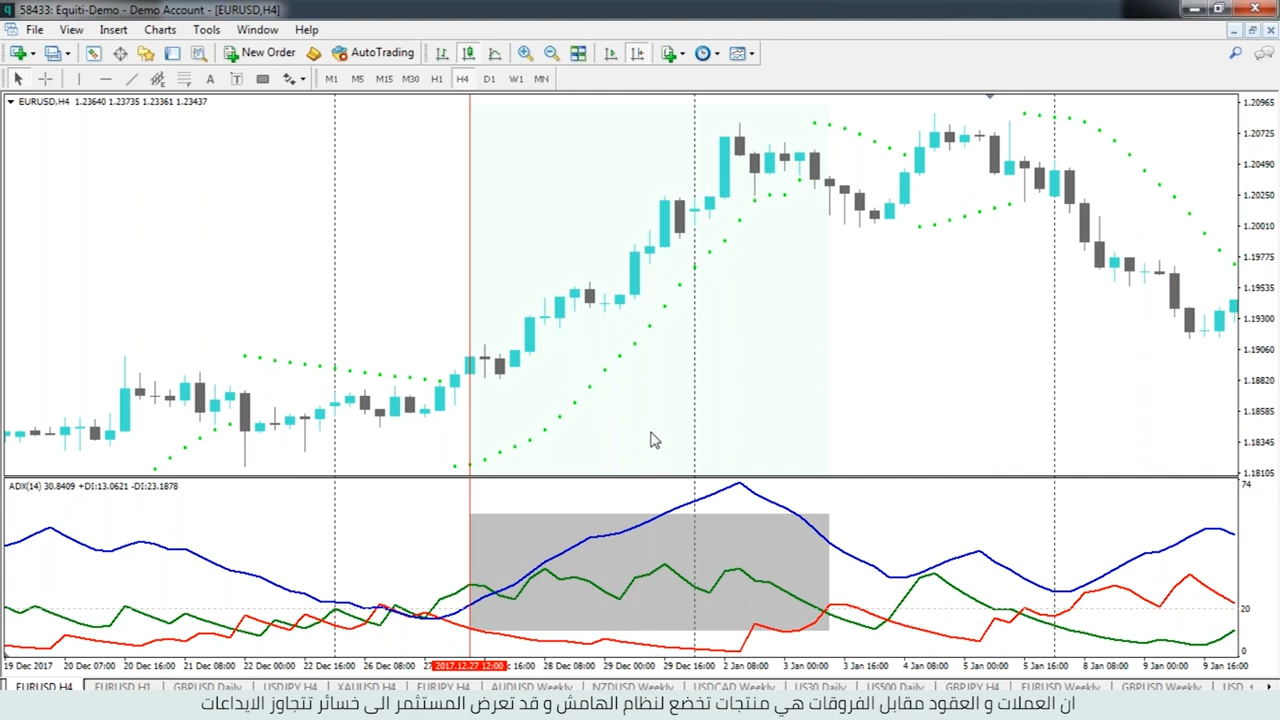 58433: Equiti-Demo - Demo Account - [EURUSD,H4]
File View Insert Charts Tools Window Help
New Order AutoTrading
A T M1 M5 M15 M30 H1 H4 D1 W1 MN
EURUSD,H4 1.23640 1.23735 1.23361 1.23437
1.20965
1.20725
1.20490
1.20250
1.20010
1.19775
1.19535
1.19300
1.19060
1.18820
1.18585
1.18345
1.18105
ADX(14) 30.8409 +DI:13.0621 -DI:23.1878
74
20
0
19 Dec 2017 20 Dec 07:00 20 Dec 16:00 21 Dec 08:00 22 Dec 00:00 22 Dec 16:00 26 Dec 08:00 27 2017.12.27 12:00 c 16:00 28 Dec 08:00 29 Dec 00:00 29 Dec 16:00 2 Jan 08:00 3 Jan 00:00 3 Jan 16:00 4 Jan 08:00 5 Jan 00:00 5 Jan 16:00 8 Jan 08:00 9 Jan 00:00 9 Jan 16:00
EURUSD,H4 EURUSD,H1 GBPUSD,Daily USDJPY,H4 XAUUSD,H4 EURJPY,H4 AUDUSD,Weekly NZDUSD,Weekly USDCAD,Weekly US30,Daily US500,Daily GBPJPY,H4 EURUSD,Weekly GBPUSD,Weekly USD
ان العملات و العقود مقابل الفروقات هي منتجات تخضع لنظام الهامش و قد تعرض المستثمر الى خسائر تتجاوز الايداعات